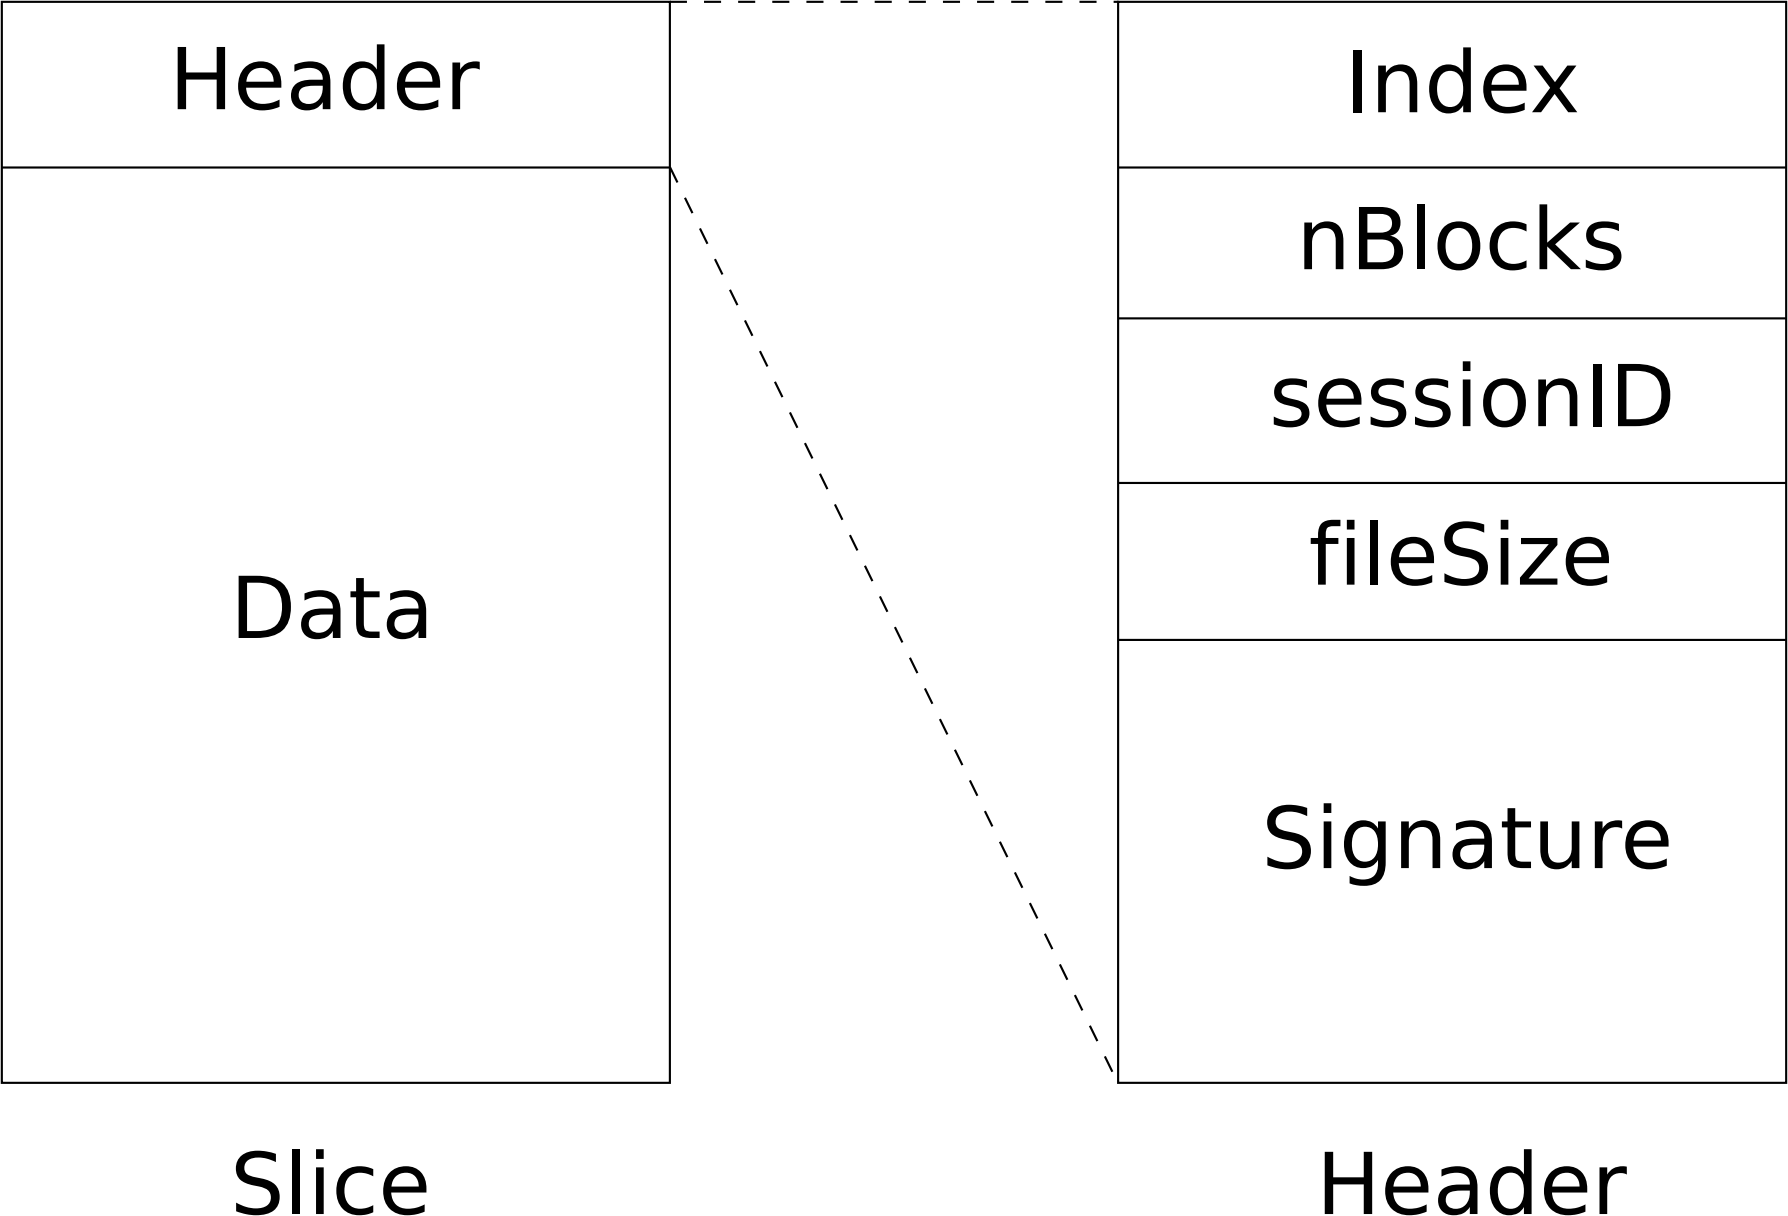 Header
Data
Slice
Index
nBlocks
sessionID
fileSize
Signature
Header